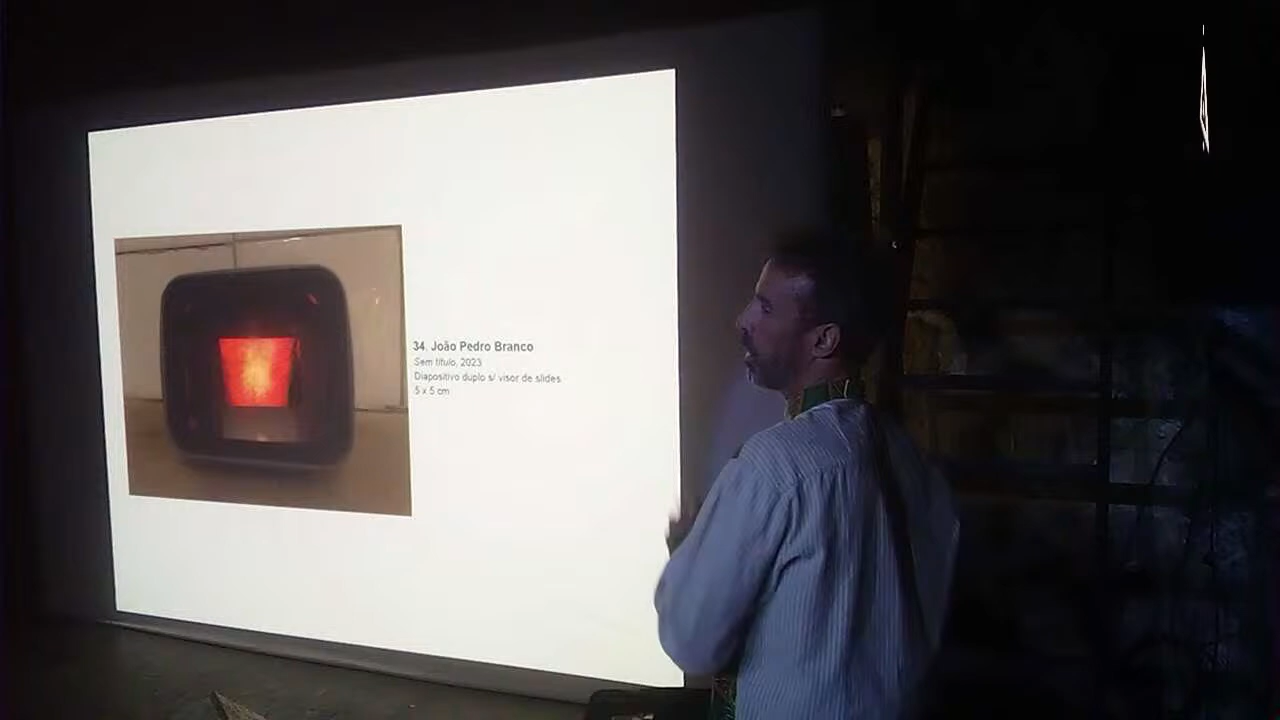 34. João Pedro Branco
Sem título, 2023
Diapositivo duplo s/ visor de slides
5 x 5 cm